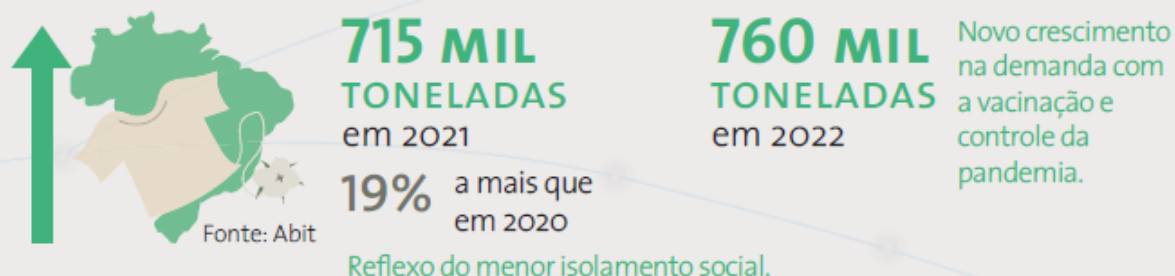 715 MIL
TONELADAS
em 2021
19% a mais que
em 2020
Reflexo do menor isolamento social.
760 MIL
TONELADAS
em 2022
Novo crescimento
na demanda com
a vacinação e
controle da
pandemia.
Fonte: Abit